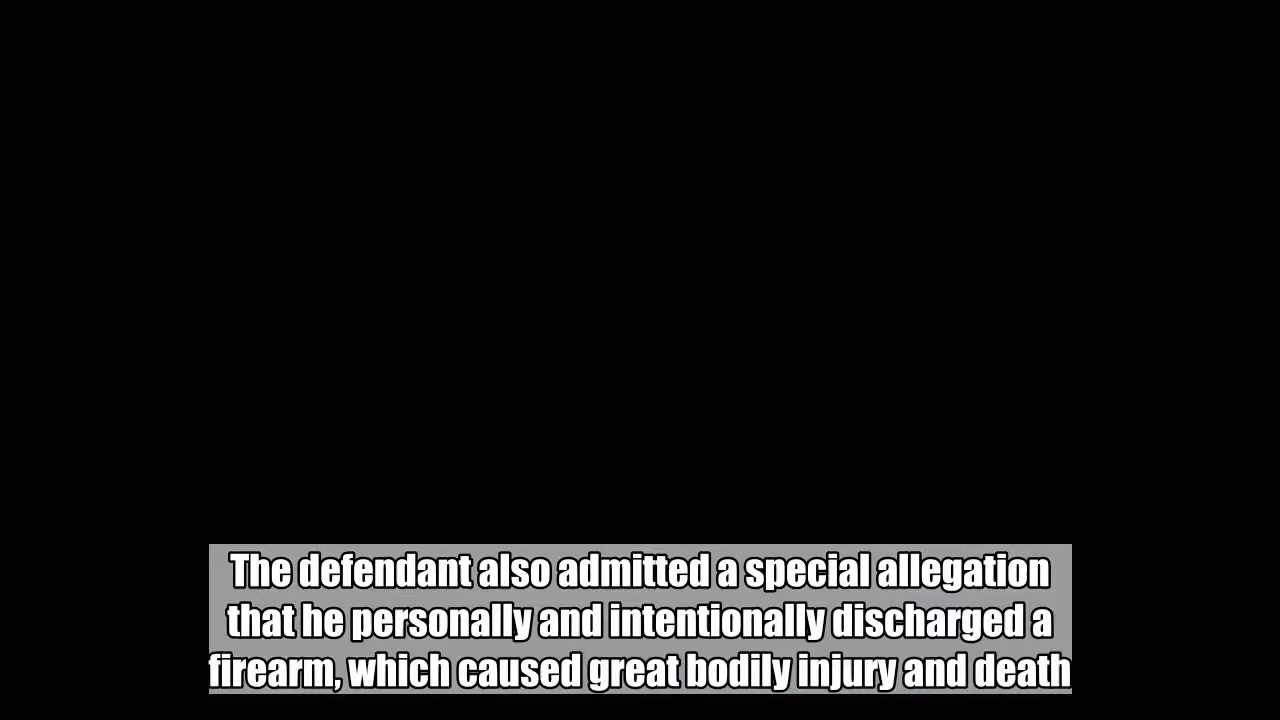 The defendant also admitted a special allegation
that he personally and intentionally discharged a
firearm, which caused great bodily injury and death